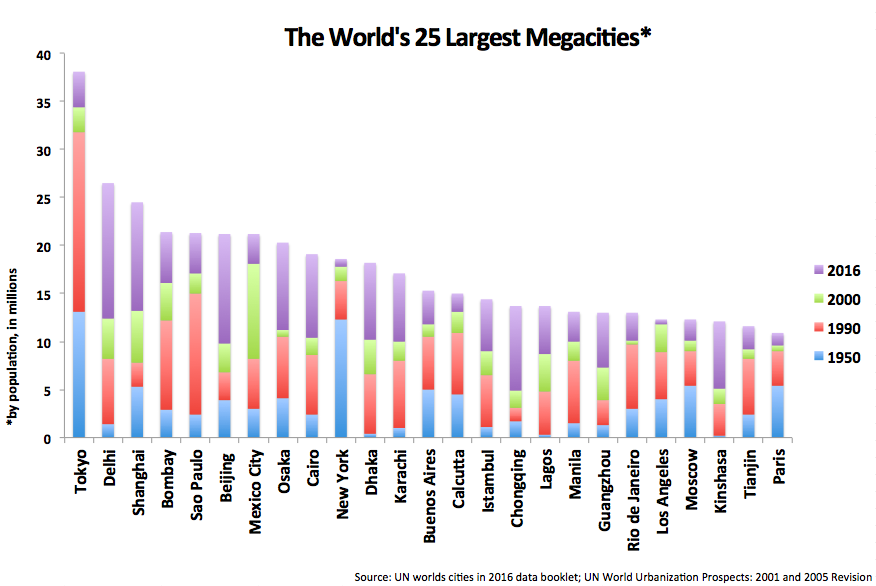 The World's 25 Largest Megacities*
40
35
30
25
20
15
10
5
0
*by population, in millions
Tokyo
Delhi
Shanghai
Bombay
Sao Paulo
Beijing
Mexico City
Osaka
Cairo
New York
Dhaka
Karachi
Buenos Aires
Calcutta
Istambul
Chongqing
Lagos
Manila
Guangzhou
Rio de Janeiro
Los Angeles
Moscow
Kinshasa
Tianjin
Paris
2016
2000
1990
1950
Source: UN worlds cities in 2016 data booklet; UN World Urbanization Prospects: 2001 and 2005 Revision